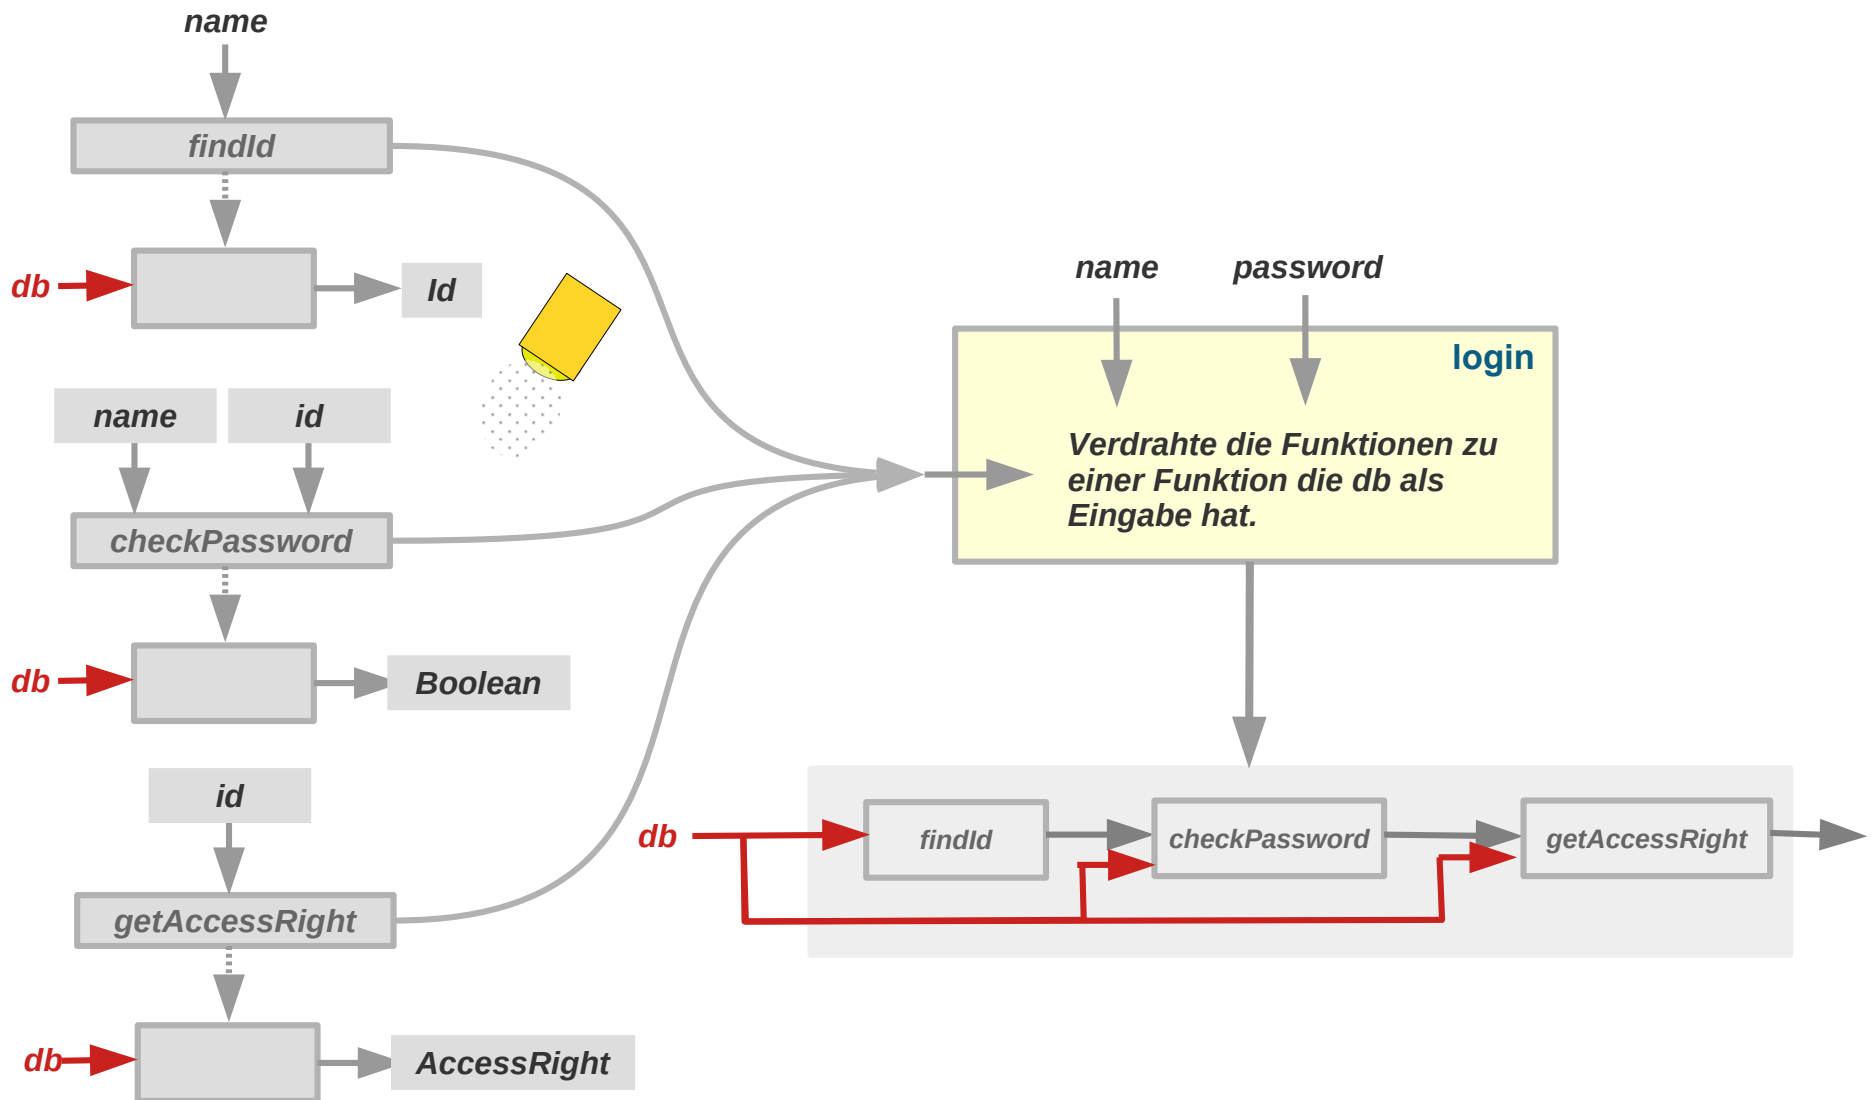 name
findId
db
Id
name
id
checkPassword
db
Boolean
id
getAccessRight
db
AccessRight
name
password
login
Verdrahte die Funktionen zu
einer Funktion die db als
Eingabe hat.
db
findId
checkPassword
getAccessRight